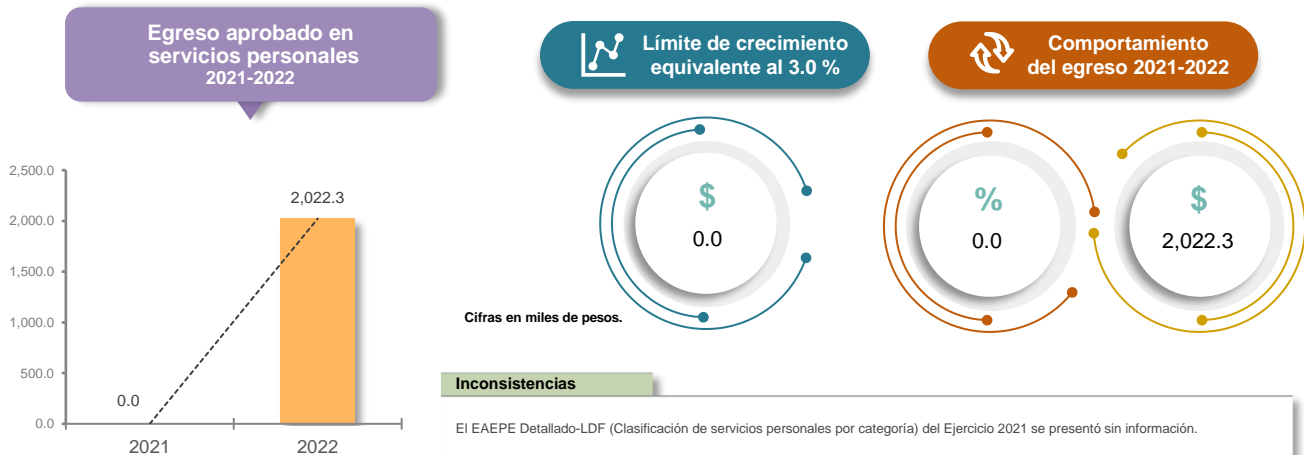 Egreso aprobado en
servicios personales
2021-2022
Límite de crecimiento
equivalente al 3.0 %
Comportamiento
del egreso 2021-2022
2,500.0
2,000.0
1,500.0
1,000.0
500.0
0.0
0.0
2,022.3
2021
2022
$
0.0
%
0.0
$
2,022.3
Cifras en miles de pesos.
Inconsistencias
El EAEPE Detallado-LDF (Clasificación de servicios personales por categoría) del Ejercicio 2021 se presentó sin información.